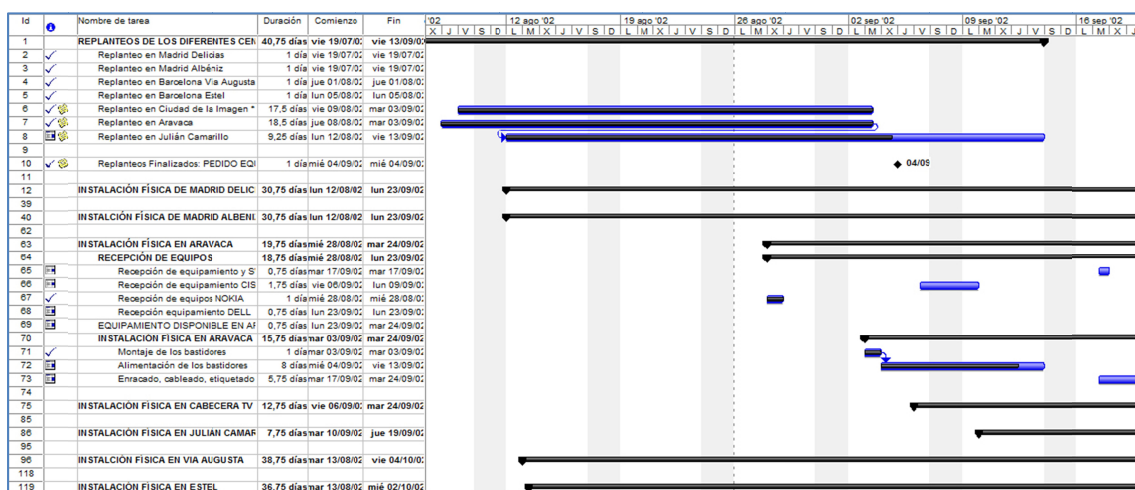 Id Nombre de tarea Duración Comienzo Fin '02 12 ago '02 19 ago '02 26 ago '02 02 sep '02 09 sep '02 16 sep '02
X J V S D L M X J V S D L M X J V S D L M X J V S D L M X J V S D L M X J V S D L M X J
1 REPLANTEOS DE LOS DIFERENTES CEN 40,75 días vie 19/07/02 vie 13/09/02
2 Replanteo en Madrid Delicias 1 día vie 19/07/02 vie 19/07/02
3 Replanteo en Madrid Albéniz 1 día vie 19/07/02 vie 19/07/02
4 Replanteo en Barcelona Via Augusta 1 día jue 01/08/02 jue 01/08/02
5 Replanteo en Barcelona Estel 1 día lun 05/08/02 lun 05/08/02
6 Replanteo en Ciudad de la Imagen * 17,5 días vie 09/08/02 mar 03/09/02
7 Replanteo en Aravaca 18,5 días jue 08/08/02 mar 03/09/02
8 Replanteo en Julián Camarillo 9,25 días lun 12/08/02 vie 13/09/02
9
10 Replanteos Finalizados: PEDIDO EQU 1 día mié 04/09/02 mié 04/09/02 04/09
11
12 INSTALACIÓN FÍSICA DE MADRID DELIC 30,75 días lun 12/08/02 lun 23/09/02
39
40 INSTALCIÓN FÍSICA DE MADRID ALBENI 30,75 días lun 12/08/02 lun 23/09/02
62
63 INSTALACIÓN FÍSICA EN ARAVACA 19,75 días mié 28/08/02 mar 24/09/02
64 RECEPCIÓN DE EQUIPOS 18,75 días mié 28/08/02 lun 23/09/02
65 Recepción de equipamiento y S 0,75 días mar 17/09/02 mar 17/09/02
66 Recepción de equipamiento CIS 1,75 días vie 06/09/02 lun 09/09/02
67 Recepción de equipos NOKIA 1 día mié 28/08/02 mié 28/08/02
68 Recepción equipamiento DELL 0,75 días lun 23/09/02 lun 23/09/02
69 EQUIPAMIENTO DISPONIBLE EN AF 0,75 días lun 23/09/02 mar 24/09/02
70 INSTALACION FÍSICA EN ARAVACA 15,75 días mar 03/09/02 mar 24/09/02
71 Montaje de los bastidores 1 día mar 03/09/02 mar 03/09/02
72 Alimentación de los bastidores 8 días mié 04/09/02 vie 13/09/02
73 Enracado, cableado, etiquetado 5,75 días mar 17/09/02 mar 24/09/02
74
75 INSTALACIÓN FÍSICA EN CABECERA TV 12,75 días vie 06/09/02 mar 24/09/02
85
86 INSTALACIÓN FÍSICA EN JULIÁN CAMAR 7,75 días mar 10/09/02 jue 19/09/02
95
96 INSTALCIÓN FÍSICA EN VIA AUGUSTA 38,75 días mar 13/08/02 vie 04/10/02
118
119 INSTALACIÓN FÍSICA EN ESTEL 36,75 días mar 13/08/02 mié 02/10/02